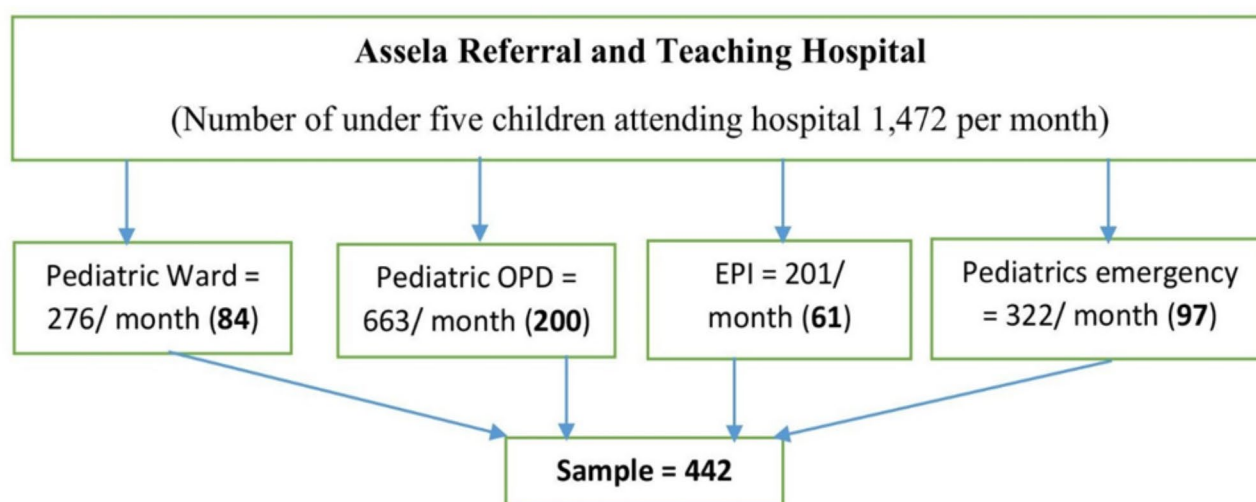 Assela Referral and Teaching Hospital
(Number of under five children attending hospital 1,472 per month)
Pediatric Ward =
276/ month (84)
Pediatric OPD =
663/ month (200)
EPI = 201/
month (61)
Pediatrics emergency
= 322/ month (97)
Sample = 442